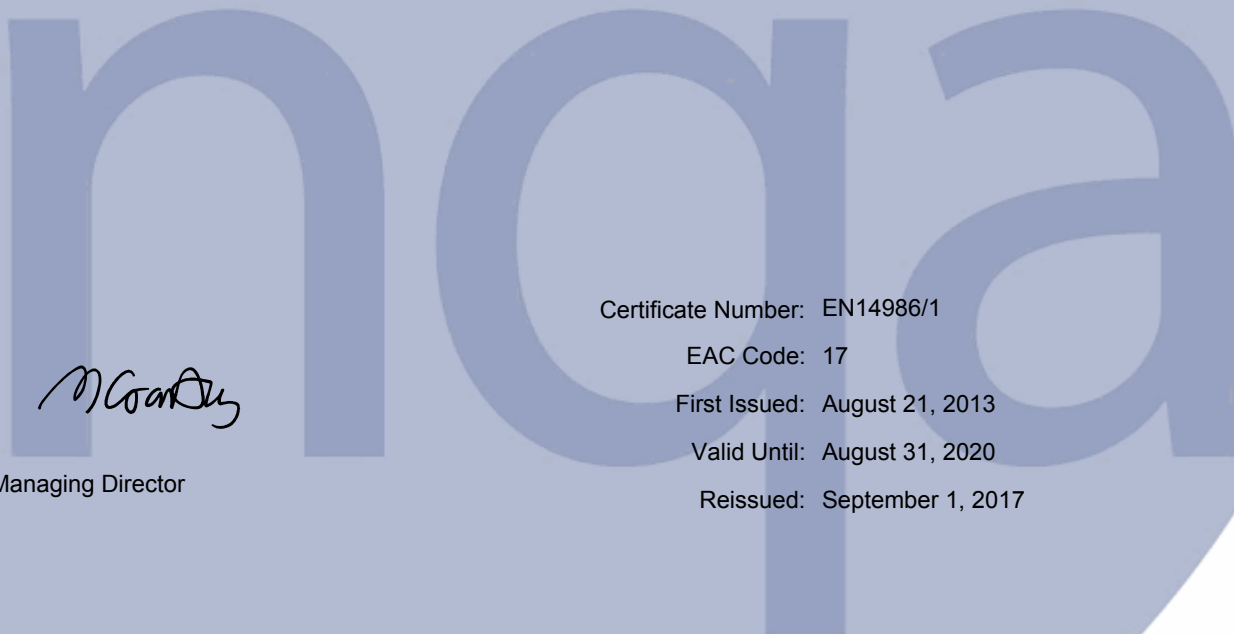 nqa
Certificate Number: EN14986/1
EAC Code: 17
First Issued: August 21, 2013
Managing Director
Valid Until: August 31, 2020
Reissued: September 1, 2017